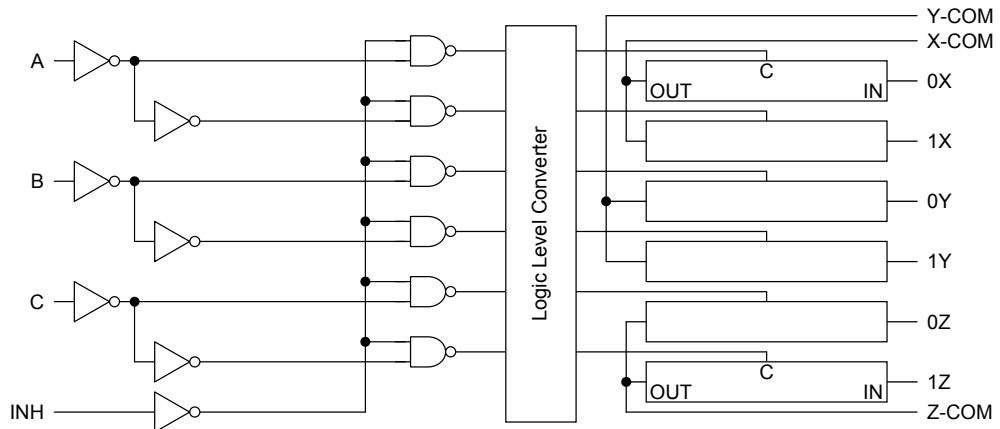 Y-COM
X-COM
A
C
0X
OUT
IN
1X
B
0Y
Logic Level Converter
1Y
C
0Z
C
1Z
OUT
IN
INH
Z-COM